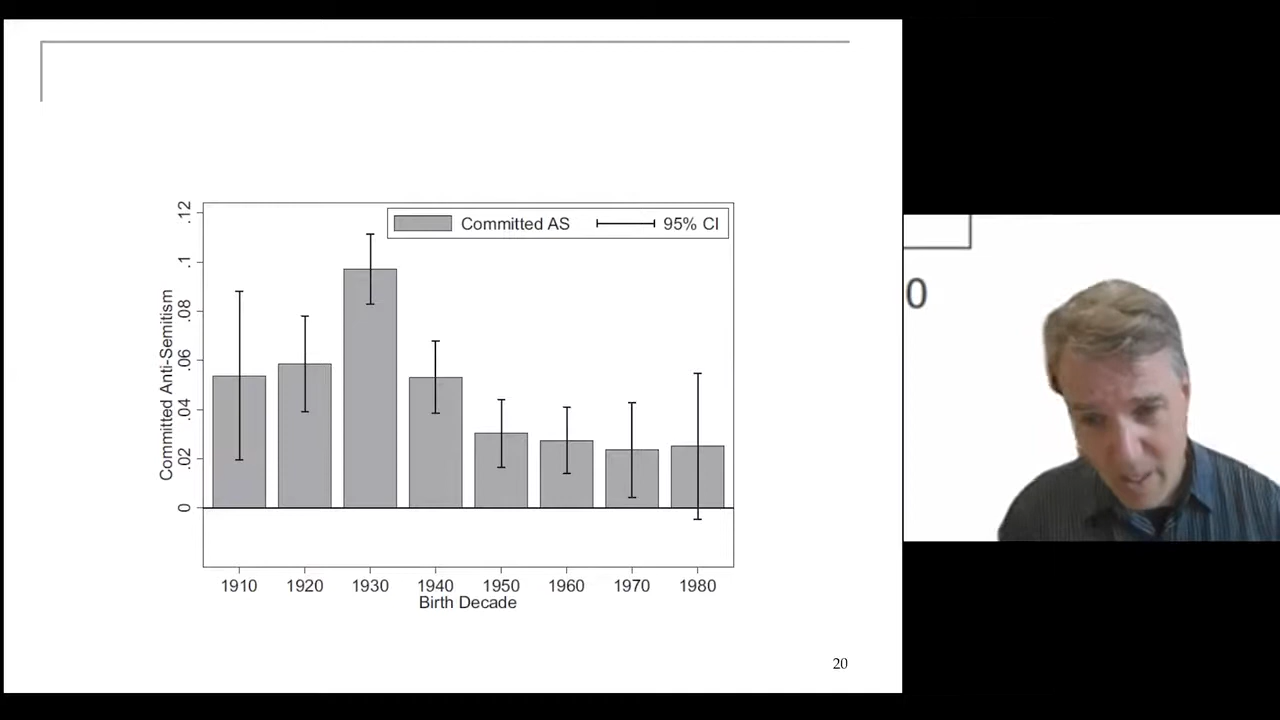 Committed AS 95% CI
.12
.1
.08
.06
.04
.02
0
Committed Anti-Semitism
1910 1920 1930 1940 1950 1960 1970 1980
Birth Decade
20
0